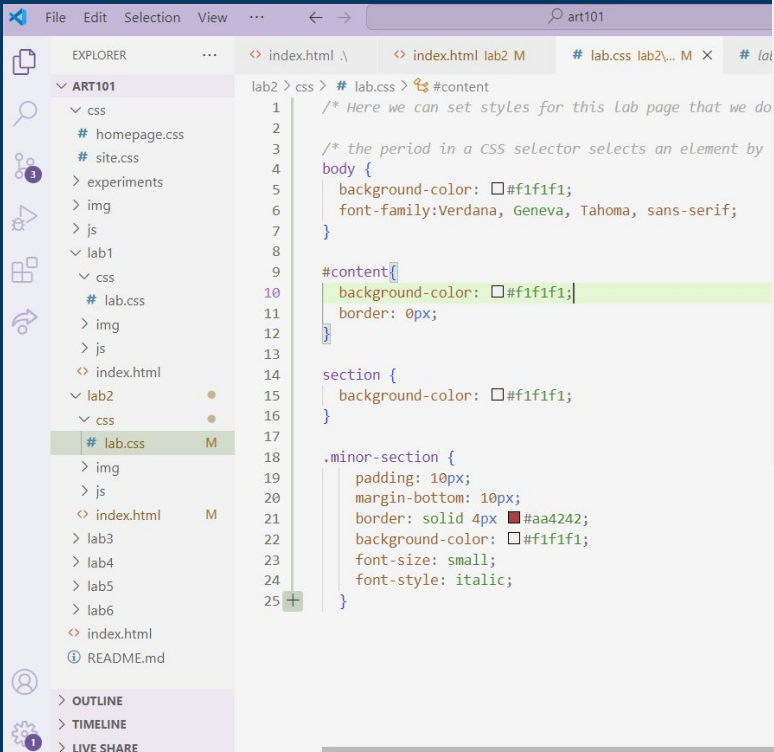 File Edit Selection View ··· ← → art101
EXPLORER ···
ART101
css
# homepage.css
# site.css
experiments
img
js
lab1
css
# lab.css
img
js
<> index.html
lab2
css
# lab.css M
img
js
<> index.html M
lab3
lab4
lab5
lab6
<> index.html
README.md
OUTLINE
TIMELINE
LIVE SHARE
3
1
<> index.html .\ <> index.html lab2 M # lab.css lab2\... M × #
lab2 > css > # lab.css > #content
1 /* Here we can set styles for this lab page that we do
2
3 /* the period in a CSS selector selects an element by
4 body {
5 background-color: #f1f1f1;
6 font-family:Verdana, Geneva, Tahoma, sans-serif;
7 }
8
9 #content{
10 background-color: #f1f1f1;
11 border: 0px;
12 }
13
14 section {
15 background-color: #f1f1f1;
16 }
17
18 .minor-section {
19 padding: 10px;
20 margin-bottom: 10px;
21 border: solid 4px #aa4242;
22 background-color: #f1f1f1;
23 font-size: small;
24 font-style: italic;
25 + }